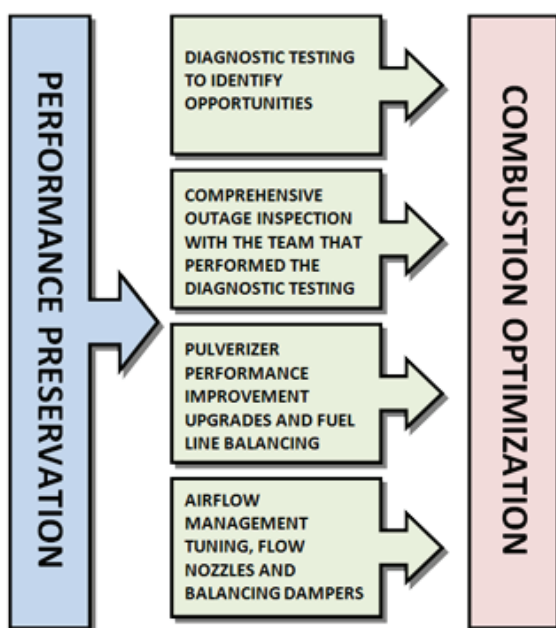 PERFORMANCE PRESERVATION
DIAGNOSTIC TESTING
TO IDENTIFY
OPPORTUNITIES
COMPREHENSIVE
OUTAGE INSPECTION
WITH THE TEAM THAT
PERFORMED THE
DIAGNOSTIC TESTING
PULVERIZER
PERFORMANCE
IMPROVEMENT
UPGRADES AND FUEL
LINE BALANCING
AIRFLOW
MANAGEMENT
TUNING, FLOW
NOZZLES AND
BALANCING DAMPERS
COMBUSTION OPTIMIZATION